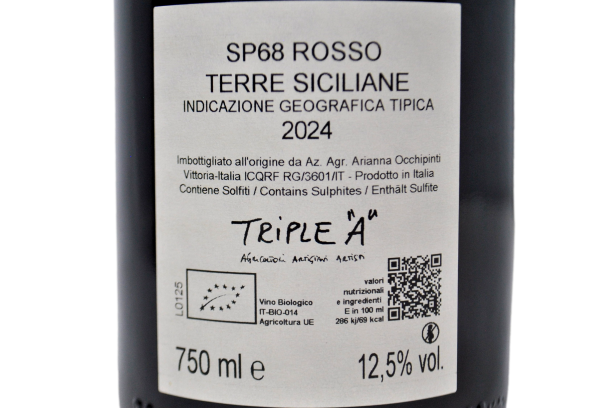 SP68 ROSSO
TERRE SICILIANE
INDICAZIONE GEOGRAFICA TIPICA
2024
Imbottigliato all'origine da Az. Agr. Arianna Occhipinti
Vittoria-Italia ICQRF RG/3601/IT - Prodotto in Italia
Contiene Solfiti / Contains Sulphites / Enthält Sulfite
TRiPLE "A"
Agricoltori Artigiani Artisti
L0125
Vino Biologico
IT-BIO-014
Agricoltura UE
valori
nutrizionali
e ingredienti
E in 100 ml
286 kj/69 kcal
750 ml e
12,5% vol.